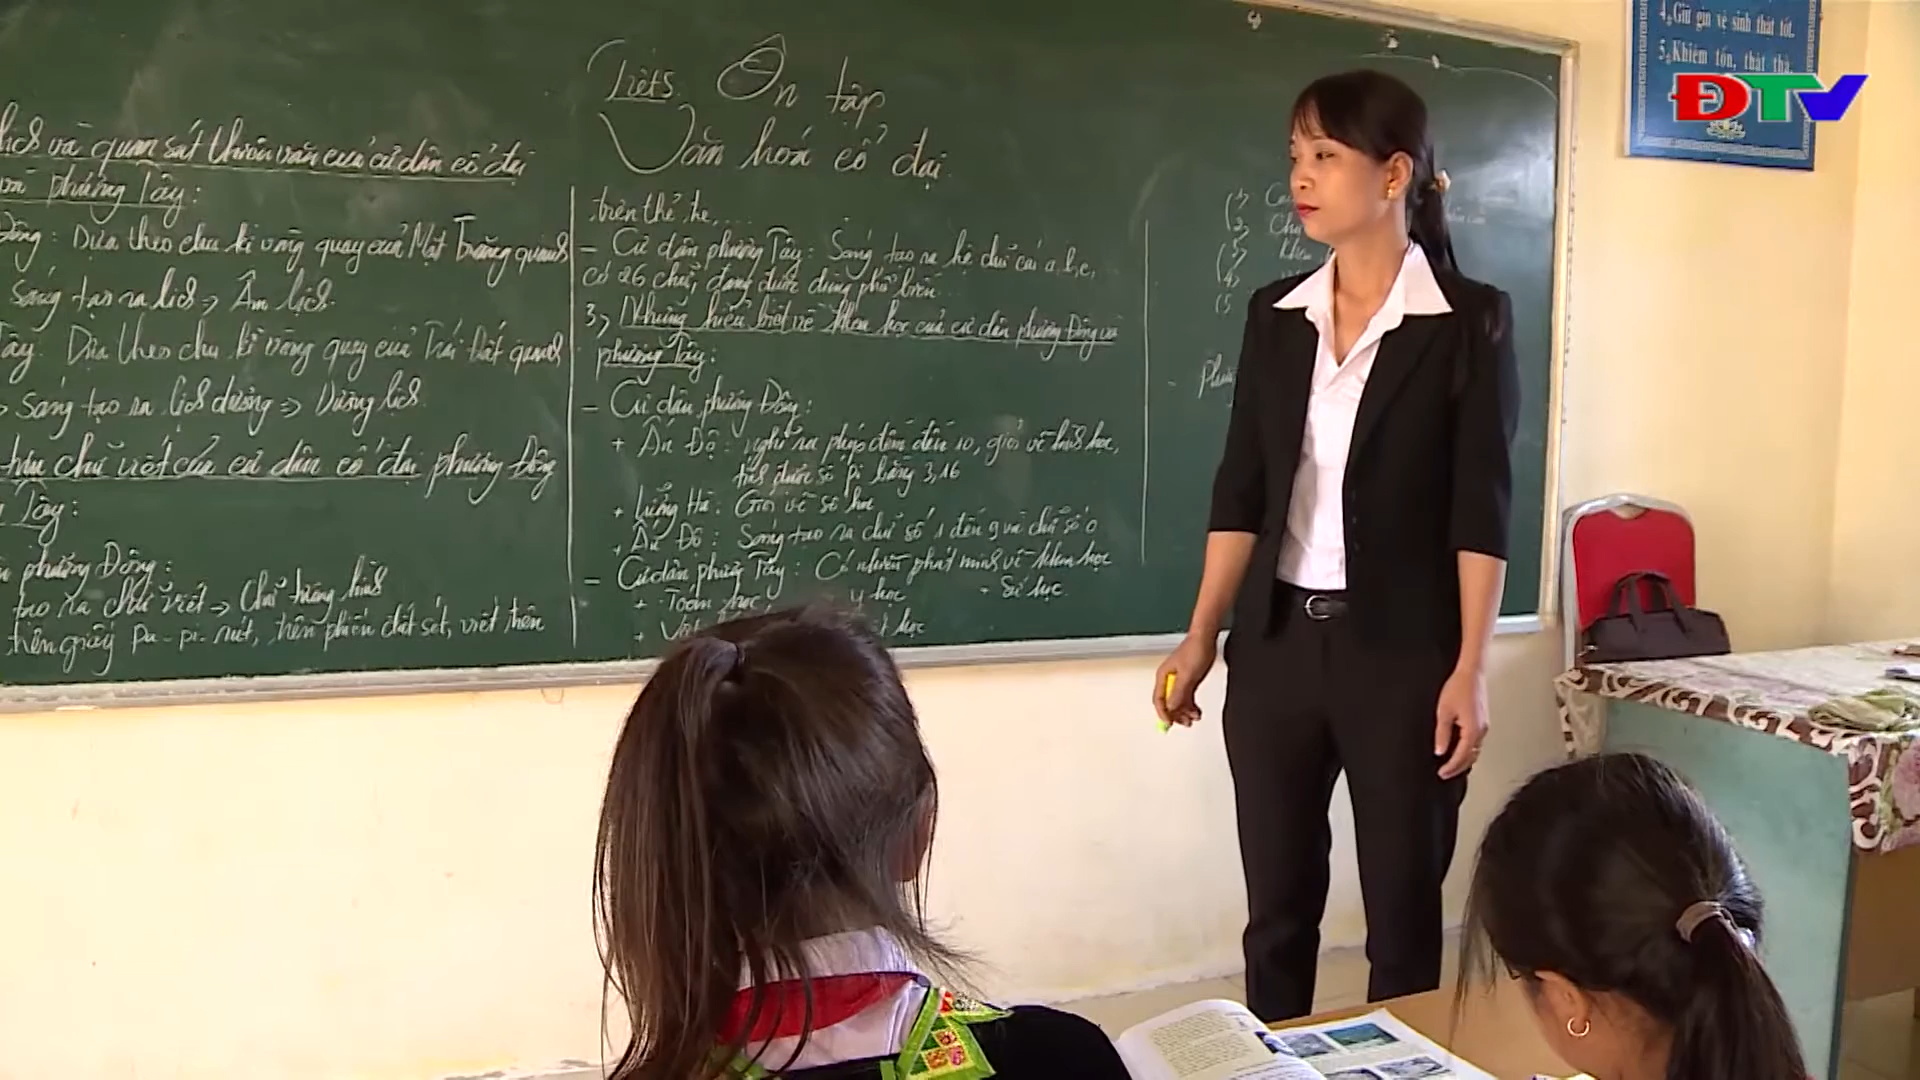 Tiết 5 Ôn tập
Văn hoá cổ đại
lịch và quan sát thiên văn của cư dân cổ đại
phương Tây:
Đông: Dựa theo chu kì vòng quay của Mặt Trăng quanh
Sáng tạo ra lịch => Âm lịch.
Tây. Dựa theo chu kì vòng quay của Trái Đất quanh
Sáng tạo ra lịch dương => Dương lịch.
chữ viết của cư dân cổ đại phương Đông
Tây:
phương Đông:
tạo ra chữ viết => Chữ tượng hình
trên giấy Pa-pi-rút, trên phiến đất sét, viết trên
trên thẻ tre,...
- Cư dân phương Tây: Sáng tạo ra hệ chữ cái a, b, c,
có 26 chữ, đang được dùng phổ biến
3, Những hiểu biết về khoa học của cư dân phương Đông và
phương Tây:
- Cư dân phương Đông:
+ Ấn Độ: nghĩ ra phép đếm đến 10, giỏi về hình học,
tính được số pi bằng 3,16
+ Lưỡng Hà: Giỏi về số học
+ Ấn Độ: Sáng tạo ra chữ số 1 đến 9 và chữ số 0
- Cư dân phương Tây: Có nhiều phát minh về khoa học
+ Toán học, y học - Sử học.
+ học
(1)
(2)
(3)
(4)
(5
4. Giữ gìn vệ sinh thật tốt.
5. Khiêm tốn, thật thà,
ĐTV